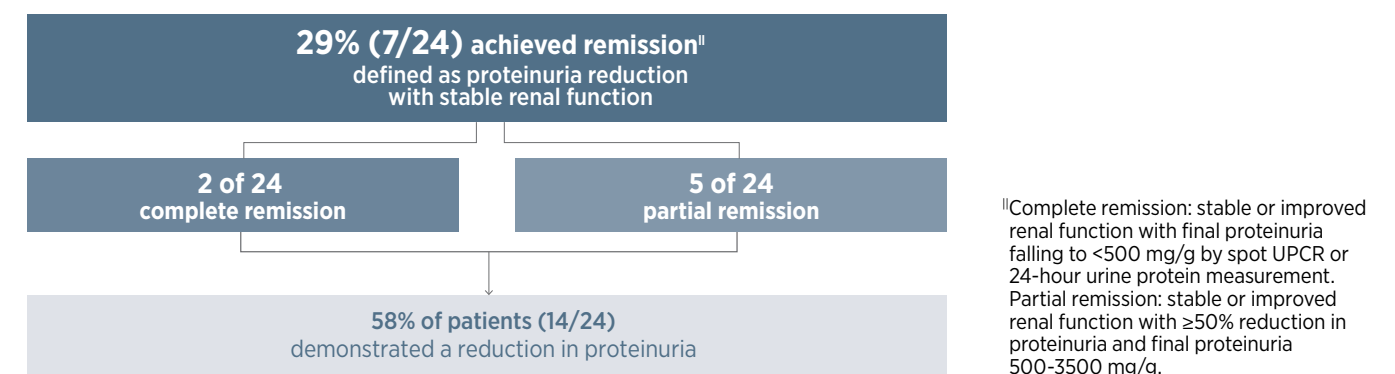 29% (7/24) achieved remission||
defined as proteinuria reduction
with stable renal function
2 of 24
complete remission
5 of 24
partial remission
58% of patients (14/24)
demonstrated a reduction in proteinuria
||Complete remission: stable or improved
renal function with final proteinuria
falling to <500 mg/g by spot UPCR or
24-hour urine protein measurement.
Partial remission: stable or improved
renal function with ≥50% reduction in
proteinuria and final proteinuria
500-3500 mg/g.